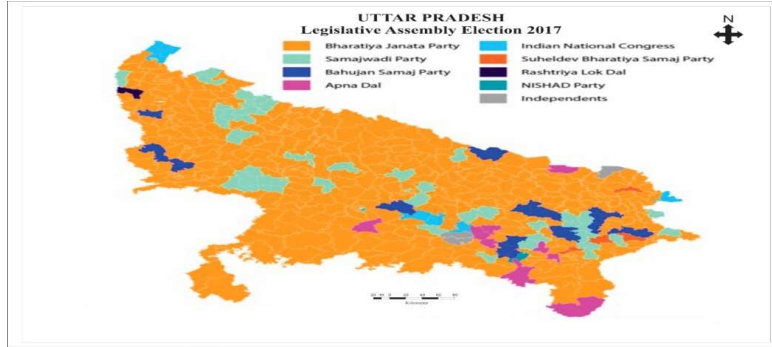 UTTAR PRADESH
Legislative Assembly Election 2017
N
Bharatiya Janata Party
Samajwadi Party
Bahujan Samaj Party
Apna Dal
Indian National Congress
Suheldev Bharatiya Samaj Party
Rashtriya Lok Dal
NISHAD Party
Independents